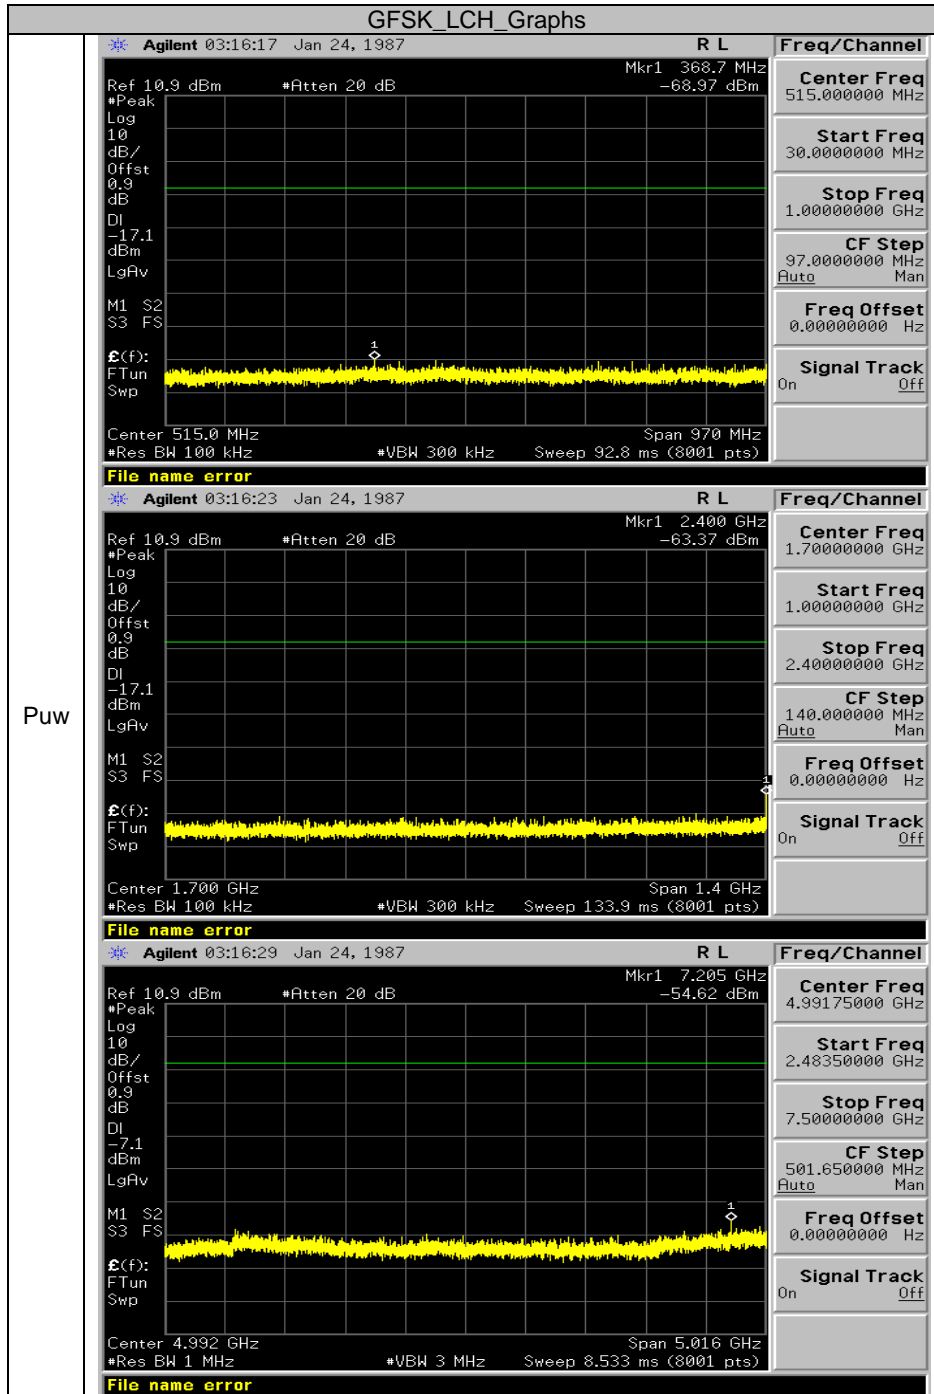 GFSK_LCH_Graphs
Puw
Agilent 03:16:17 Jan 24, 1987 R L
Mkr1 368.7 MHz
Ref 10.9 dBm #Atten 20 dB -68.97 dBm
#Peak
Log
10
dB/
Offst
0.9
dB
DI
-17.1
dBm
LgAv
M1 S2
S3 FS
£(f):
FTun
Swp
1
Center 515.0 MHz Span 970 MHz
#Res BW 100 kHz #VBW 300 kHz Sweep 92.8 ms (8001 pts)
File name error
Freq/Channel
Center Freq
515.000000 MHz
Start Freq
30.0000000 MHz
Stop Freq
1.00000000 GHz
CF Step
97.0000000 MHz
Auto Man
Freq Offset
0.00000000 Hz
Signal Track
On Off
Agilent 03:16:23 Jan 24, 1987 R L
Mkr1 2.400 GHz
Ref 10.9 dBm #Atten 20 dB -63.37 dBm
#Peak
Log
10
dB/
Offst
0.9
dB
DI
-17.1
dBm
LgAv
M1 S2
S3 FS
£(f):
FTun
Swp
1
Center 1.700 GHz Span 1.4 GHz
#Res BW 100 kHz #VBW 300 kHz Sweep 133.9 ms (8001 pts)
File name error
Freq/Channel
Center Freq
1.70000000 GHz
Start Freq
1.00000000 GHz
Stop Freq
2.40000000 GHz
CF Step
140.000000 MHz
Auto Man
Freq Offset
0.00000000 Hz
Signal Track
On Off
Agilent 03:16:29 Jan 24, 1987 R L
Mkr1 7.205 GHz
Ref 10.9 dBm #Atten 20 dB -54.62 dBm
#Peak
Log
10
dB/
Offst
0.9
dB
DI
-7.1
dBm
LgAv
M1 S2
S3 FS
£(f):
FTun
Swp
1
Center 4.992 GHz Span 5.016 GHz
#Res BW 1 MHz #VBW 3 MHz Sweep 8.533 ms (8001 pts)
File name error
Freq/Channel
Center Freq
4.99175000 GHz
Start Freq
2.48350000 GHz
Stop Freq
7.50000000 GHz
CF Step
501.650000 MHz
Auto Man
Freq Offset
0.00000000 Hz
Signal Track
On Off